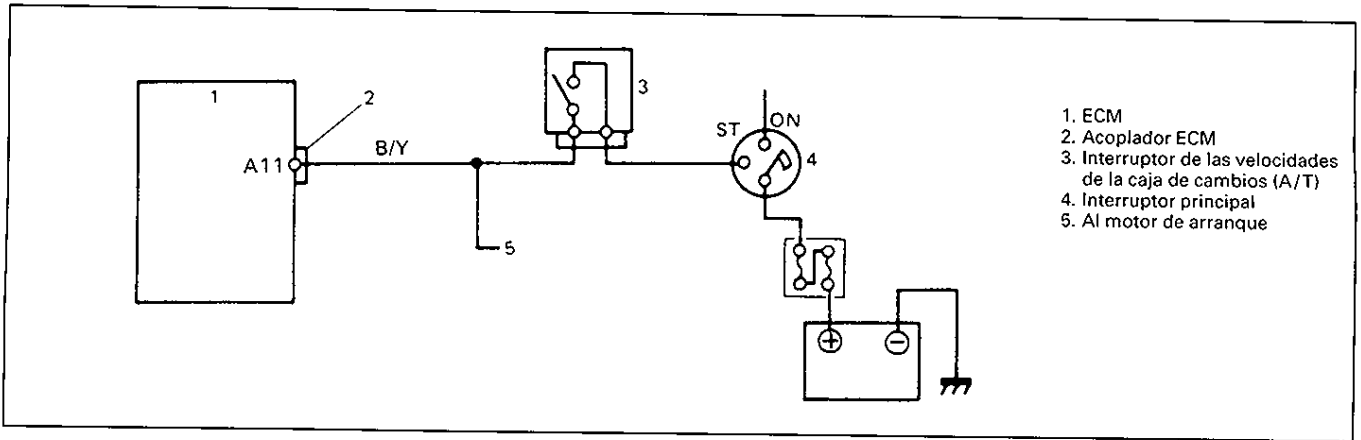 1
2
3
A11
B/Y
ST
ON
4
5
+
−
1. ECM
2. Acoplador ECM
3. Interruptor de las velocidades
de la caja de cambios (A/T)
4. Interruptor principal
5. Al motor de arranque